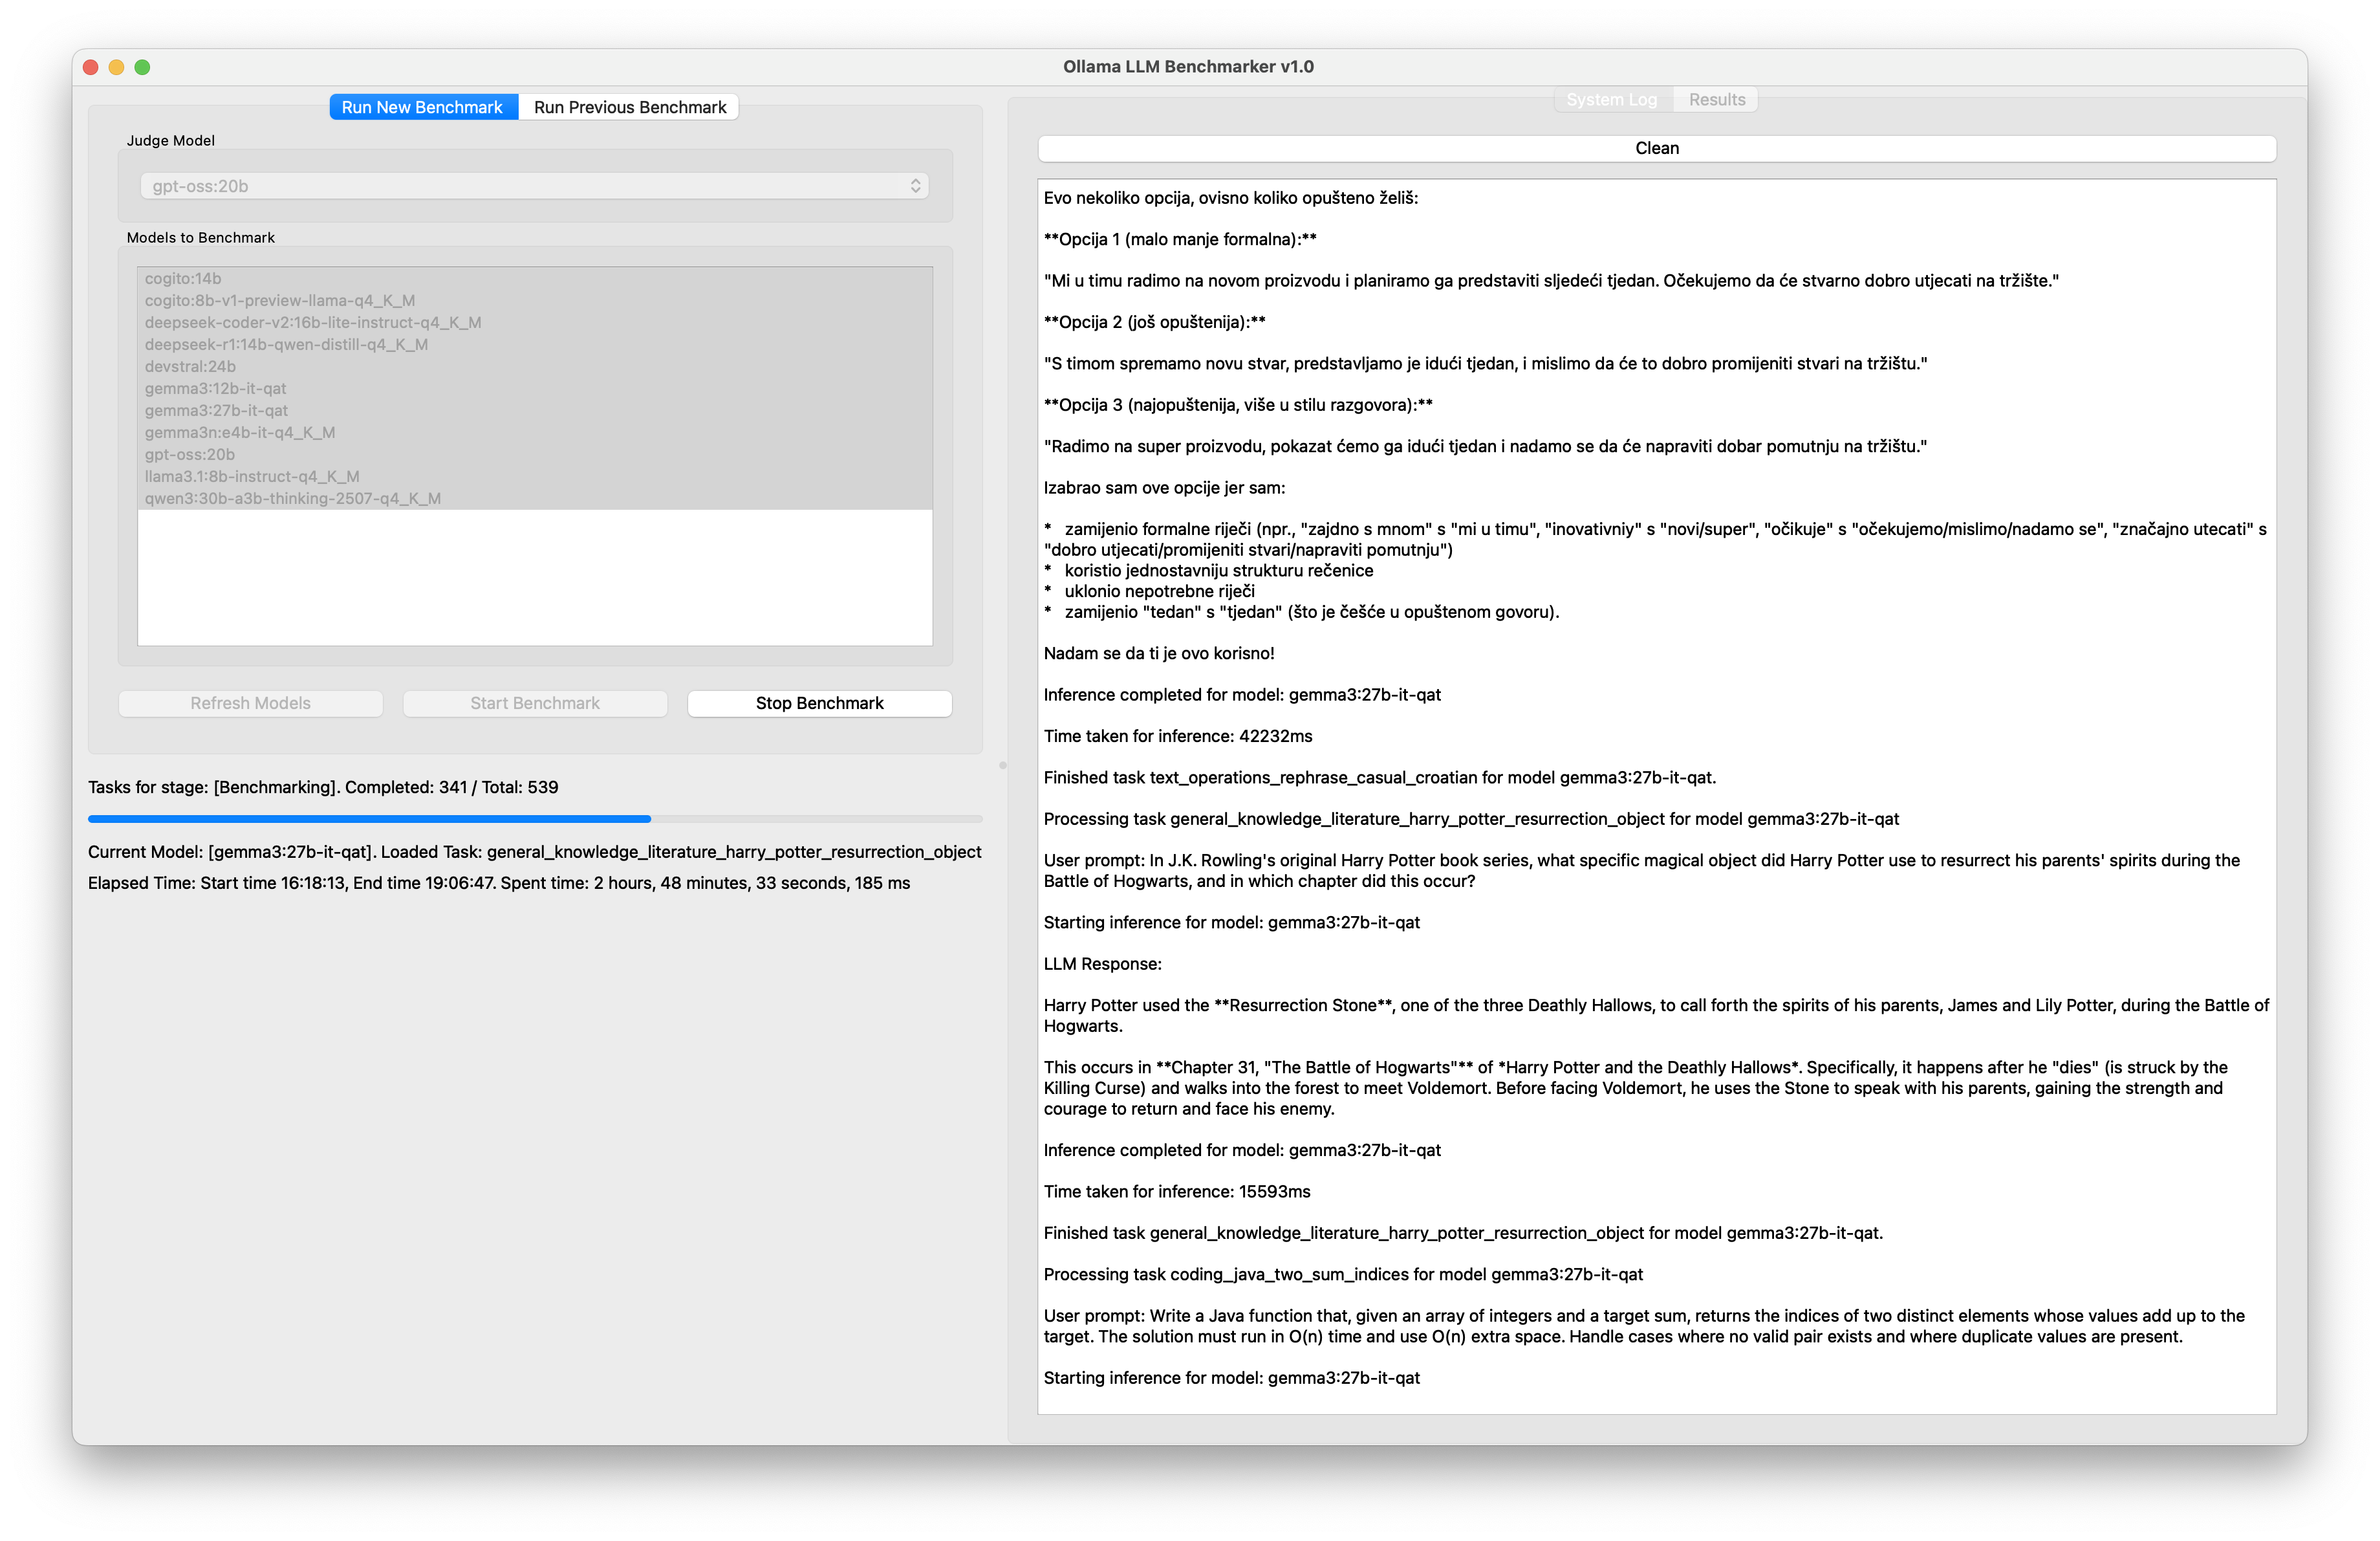 Ollama LLM Benchmarker v1.0
Run New Benchmark
Run Previous Benchmark
Judge Model
gpt-oss:20b
Models to Benchmark
cogito:14b
cogito:8b-v1-preview-llama-q4_K_M
deepseek-coder-v2:16b-lite-instruct-q4_K_M
deepseek-r1:14b-qwen-distill-q4_K_M
devstral:24b
gemma3:12b-it-qat
gemma3:27b-it-qat
gemma3n:e4b-it-q4_K_M
gpt-oss:20b
llama3.1:8b-instruct-q4_K_M
qwen3:30b-a3b-thinking-2507-q4_K_M
Refresh Models
Start Benchmark
Stop Benchmark
Tasks for stage: [Benchmarking]. Completed: 341 / Total: 539
Current Model: [gemma3:27b-it-qat]. Loaded Task: general_knowledge_literature_harry_potter_resurrection_object
Elapsed Time: Start time 16:18:13, End time 19:06:47. Spent time: 2 hours, 48 minutes, 33 seconds, 185 ms
System Log
Results
Clean
Evo nekoliko opcija, ovisno koliko opušteno želiš:
**Opcija 1 (malo manje formalna):**
"Mi u timu radimo na novom proizvodu i planiramo ga predstaviti sljedeći tjedan. Očekujemo da će stvarno dobro utjecati na tržište."
**Opcija 2 (još opuštenija):**
"S timom spremamo novu stvar, predstavljamo je idući tjedan, i mislimo da će to dobro promijeniti stvari na tržištu."
**Opcija 3 (najopuštenija, više u stilu razgovora):**
"Radimo na super proizvodu, pokazat ćemo ga idući tjedan i nadamo se da će napraviti dobar pomutnju na tržištu."
Izabrao sam ove opcije jer sam:
*   zamijenio formalne riječi (npr., "zajdno s mnom" s "mi u timu", "inovativniy" s "novi/super", "očikuje" s "očekujemo/mislimo/nadamo se", "značajno utecati" s
"dobro utjecati/promijeniti stvari/napraviti pomutnju")
*   koristio jednostavniju strukturu rečenice
*   uklonio nepotrebne riječi
*   zamijenio "tedan" s "tjedan" (što je češće u opuštenom govoru).
Nadam se da ti je ovo korisno!
Inference completed for model: gemma3:27b-it-qat
Time taken for inference: 42232ms
Finished task text_operations_rephrase_casual_croatian for model gemma3:27b-it-qat.
Processing task general_knowledge_literature_harry_potter_resurrection_object for model gemma3:27b-it-qat
User prompt: In J.K. Rowling's original Harry Potter book series, what specific magical object did Harry Potter use to resurrect his parents' spirits during the
Battle of Hogwarts, and in which chapter did this occur?
Starting inference for model: gemma3:27b-it-qat
LLM Response:
Harry Potter used the **Resurrection Stone**, one of the three Deathly Hallows, to call forth the spirits of his parents, James and Lily Potter, during the Battle of
Hogwarts.
This occurs in **Chapter 31, "The Battle of Hogwarts"** of *Harry Potter and the Deathly Hallows*. Specifically, it happens after he "dies" (is struck by the
Killing Curse) and walks into the forest to meet Voldemort. Before facing Voldemort, he uses the Stone to speak with his parents, gaining the strength and
courage to return and face his enemy.
Inference completed for model: gemma3:27b-it-qat
Time taken for inference: 15593ms
Finished task general_knowledge_literature_harry_potter_resurrection_object for model gemma3:27b-it-qat.
Processing task coding_java_two_sum_indices for model gemma3:27b-it-qat
User prompt: Write a Java function that, given an array of integers and a target sum, returns the indices of two distinct elements whose values add up to the
target. The solution must run in O(n) time and use O(n) extra space. Handle cases where no valid pair exists and where duplicate values are present.
Starting inference for model: gemma3:27b-it-qat